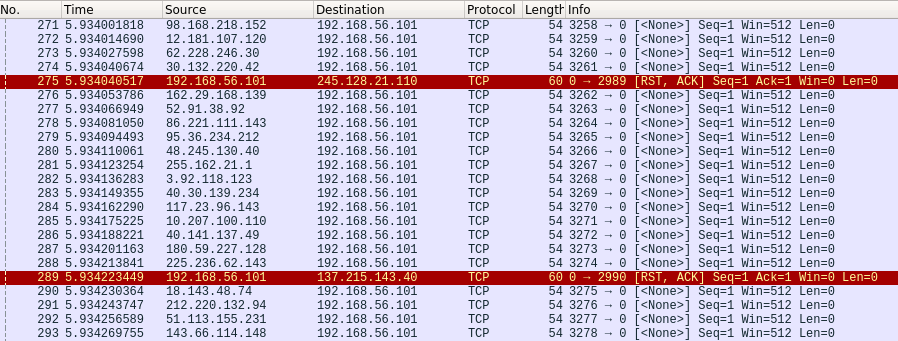 No. Time Source Destination Protocol Length Info
271 5.934001818 98.168.218.152 192.168.56.101 TCP 54 3258 → 0 [<None>] Seq=1 Win=512 Len=0
272 5.934014690 12.181.107.120 192.168.56.101 TCP 54 3259 → 0 [<None>] Seq=1 Win=512 Len=0
273 5.934027598 62.228.246.30 192.168.56.101 TCP 54 3260 → 0 [<None>] Seq=1 Win=512 Len=0
274 5.934040674 30.132.220.42 192.168.56.101 TCP 54 3261 → 0 [<None>] Seq=1 Win=512 Len=0
275 5.934040517 192.168.56.101 245.128.21.110 TCP 60 0 → 2989 [RST, ACK] Seq=1 Ack=1 Win=0 Len=0
276 5.934053786 162.29.168.139 192.168.56.101 TCP 54 3262 → 0 [<None>] Seq=1 Win=512 Len=0
277 5.934066949 52.91.38.92 192.168.56.101 TCP 54 3263 → 0 [<None>] Seq=1 Win=512 Len=0
278 5.934081050 86.221.111.143 192.168.56.101 TCP 54 3264 → 0 [<None>] Seq=1 Win=512 Len=0
279 5.934094493 95.36.234.212 192.168.56.101 TCP 54 3265 → 0 [<None>] Seq=1 Win=512 Len=0
280 5.934110061 48.245.130.40 192.168.56.101 TCP 54 3266 → 0 [<None>] Seq=1 Win=512 Len=0
281 5.934123254 255.162.21.1 192.168.56.101 TCP 54 3267 → 0 [<None>] Seq=1 Win=512 Len=0
282 5.934136283 3.92.118.123 192.168.56.101 TCP 54 3268 → 0 [<None>] Seq=1 Win=512 Len=0
283 5.934149355 40.30.139.234 192.168.56.101 TCP 54 3269 → 0 [<None>] Seq=1 Win=512 Len=0
284 5.934162290 117.23.96.143 192.168.56.101 TCP 54 3270 → 0 [<None>] Seq=1 Win=512 Len=0
285 5.934175225 10.207.100.110 192.168.56.101 TCP 54 3271 → 0 [<None>] Seq=1 Win=512 Len=0
286 5.934188221 40.141.137.49 192.168.56.101 TCP 54 3272 → 0 [<None>] Seq=1 Win=512 Len=0
287 5.934201163 180.59.227.128 192.168.56.101 TCP 54 3273 → 0 [<None>] Seq=1 Win=512 Len=0
288 5.934213841 225.236.62.143 192.168.56.101 TCP 54 3274 → 0 [<None>] Seq=1 Win=512 Len=0
289 5.934223449 192.168.56.101 137.215.143.40 TCP 60 0 → 2990 [RST, ACK] Seq=1 Ack=1 Win=0 Len=0
290 5.934230364 18.143.48.74 192.168.56.101 TCP 54 3275 → 0 [<None>] Seq=1 Win=512 Len=0
291 5.934243747 212.220.132.94 192.168.56.101 TCP 54 3276 → 0 [<None>] Seq=1 Win=512 Len=0
292 5.934256589 51.113.155.231 192.168.56.101 TCP 54 3277 → 0 [<None>] Seq=1 Win=512 Len=0
293 5.934269755 143.66.114.148 192.168.56.101 TCP 54 3278 → 0 [<None>] Seq=1 Win=512 Len=0